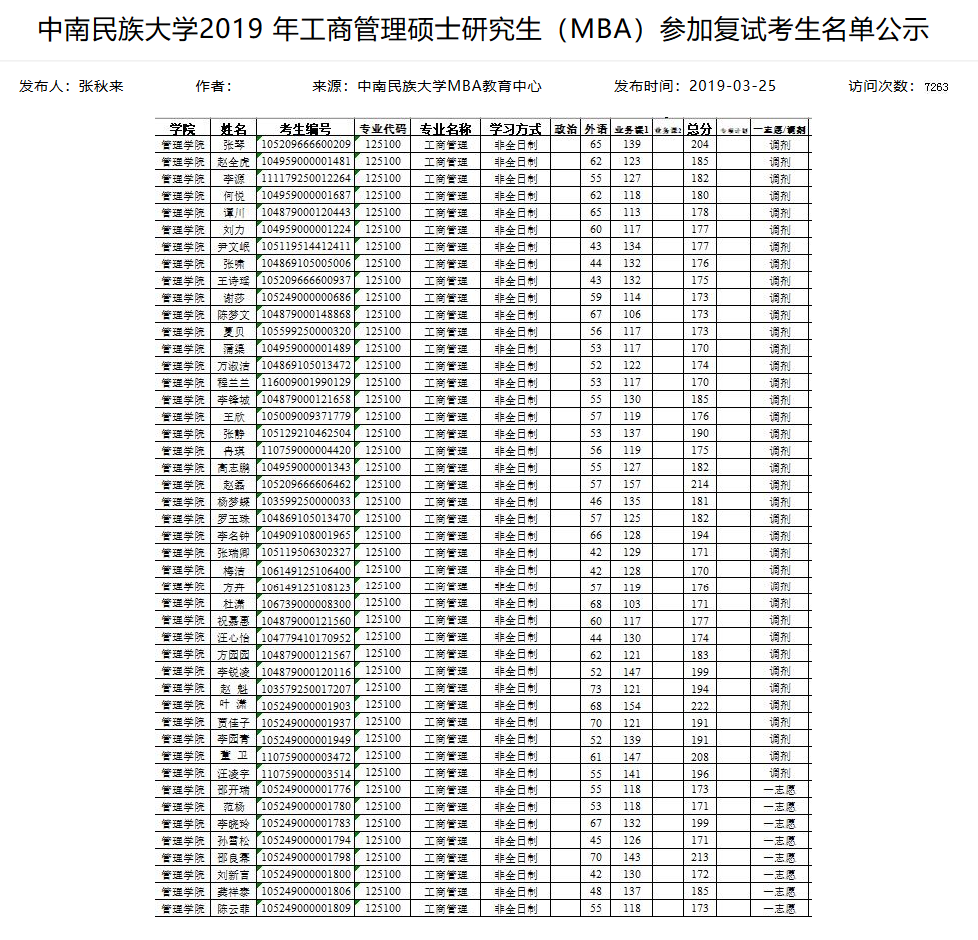 中南民族大学2019 年工商管理硕士研究生（MBA）参加复试考生名单公示
发布人：张秋来 作者： 来源：中南民族大学MBA教育中心 发布时间：2019-03-25 访问次数：7263
学院 姓名 考生编号 专业代码 专业名称 学习方式 政治 外语 业务课1 业务课2 总分 专项计划 一志愿/调剂
管理学院 张琴 105209666600209 125100 工商管理 非全日制 65 139 204 调剂
管理学院 赵全虎 104959000001481 125100 工商管理 非全日制 62 123 185 调剂
管理学院 李源 111179250012264 125100 工商管理 非全日制 55 127 182 调剂
管理学院 何悦 104959000001687 125100 工商管理 非全日制 62 118 180 调剂
管理学院 谭川 104879000120443 125100 工商管理 非全日制 65 113 178 调剂
管理学院 刘力 104959000001224 125100 工商管理 非全日制 60 117 177 调剂
管理学院 尹文岷 105119514412411 125100 工商管理 非全日制 43 134 177 调剂
管理学院 张啸 104869105005006 125100 工商管理 非全日制 44 132 176 调剂
管理学院 王诗瑶 105209666600937 125100 工商管理 非全日制 43 132 175 调剂
管理学院 谢莎 105249000000686 125100 工商管理 非全日制 59 114 173 调剂
管理学院 陈梦文 104879000148868 125100 工商管理 非全日制 67 106 173 调剂
管理学院 夏贝 105599250000320 125100 工商管理 非全日制 56 117 173 调剂
管理学院 蒲渠 104959000001489 125100 工商管理 非全日制 53 117 170 调剂
管理学院 万淑洁 104869105013472 125100 工商管理 非全日制 52 122 174 调剂
管理学院 程兰兰 116009001990129 125100 工商管理 非全日制 53 117 170 调剂
管理学院 李锋城 104879000121658 125100 工商管理 非全日制 55 130 185 调剂
管理学院 王欣 105009009371779 125100 工商管理 非全日制 57 119 176 调剂
管理学院 张静 105129210462504 125100 工商管理 非全日制 53 137 190 调剂
管理学院 冉琪 110759000004420 125100 工商管理 非全日制 56 119 175 调剂
管理学院 高志鹏 104959000001343 125100 工商管理 非全日制 55 127 182 调剂
管理学院 赵磊 105209666606462 125100 工商管理 非全日制 57 157 214 调剂
管理学院 杨梦蝶 103599250000033 125100 工商管理 非全日制 46 135 181 调剂
管理学院 罗玉珠 104869105013470 125100 工商管理 非全日制 57 125 182 调剂
管理学院 李名钟 104909108001965 125100 工商管理 非全日制 66 128 194 调剂
管理学院 张瑞卿 105119506302327 125100 工商管理 非全日制 42 129 171 调剂
管理学院 梅洁 106149125106400 125100 工商管理 非全日制 42 128 170 调剂
管理学院 方卉 106149125108123 125100 工商管理 非全日制 57 119 176 调剂
管理学院 杜潇 106739000008300 125100 工商管理 非全日制 68 103 171 调剂
管理学院 祝嘉惠 104879000121560 125100 工商管理 非全日制 60 117 177 调剂
管理学院 汪心怡 104779410170952 125100 工商管理 非全日制 44 130 174 调剂
管理学院 方园园 104879000121567 125100 工商管理 非全日制 62 121 183 调剂
管理学院 李锐凌 104879000120116 125100 工商管理 非全日制 52 147 199 调剂
管理学院 赵 魁 103579250017207 125100 工商管理 非全日制 73 121 194 调剂
管理学院 叶 潇 105249000001903 125100 工商管理 非全日制 68 154 222 调剂
管理学院 贾佳子 105249000001937 125100 工商管理 非全日制 70 121 191 调剂
管理学院 李园青 105249000001949 125100 工商管理 非全日制 52 139 191 调剂
管理学院 董 卫 110759000003472 125100 工商管理 非全日制 61 147 208 调剂
管理学院 汪凌宇 110759000003514 125100 工商管理 非全日制 55 141 196 调剂
管理学院 邵开瑞 105249000001776 125100 工商管理 非全日制 55 118 173 一志愿
管理学院 范杨 105249000001780 125100 工商管理 非全日制 53 118 171 一志愿
管理学院 李晓玲 105249000001783 125100 工商管理 非全日制 67 132 199 一志愿
管理学院 孙雪松 105249000001794 125100 工商管理 非全日制 45 126 171 一志愿
管理学院 邵良寡 105249000001798 125100 工商管理 非全日制 70 143 213 一志愿
管理学院 刘新言 105249000001800 125100 工商管理 非全日制 42 130 172 一志愿
管理学院 龚祥泰 105249000001806 125100 工商管理 非全日制 48 137 185 一志愿
管理学院 陈云菲 105249000001809 125100 工商管理 非全日制 55 118 173 一志愿